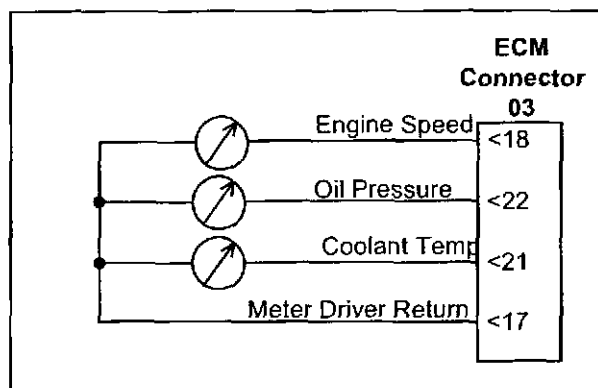 ECM
Connector
03
Engine Speed <18
Oil Pressure <22
Coolant Temp <21
Meter Driver Return <17